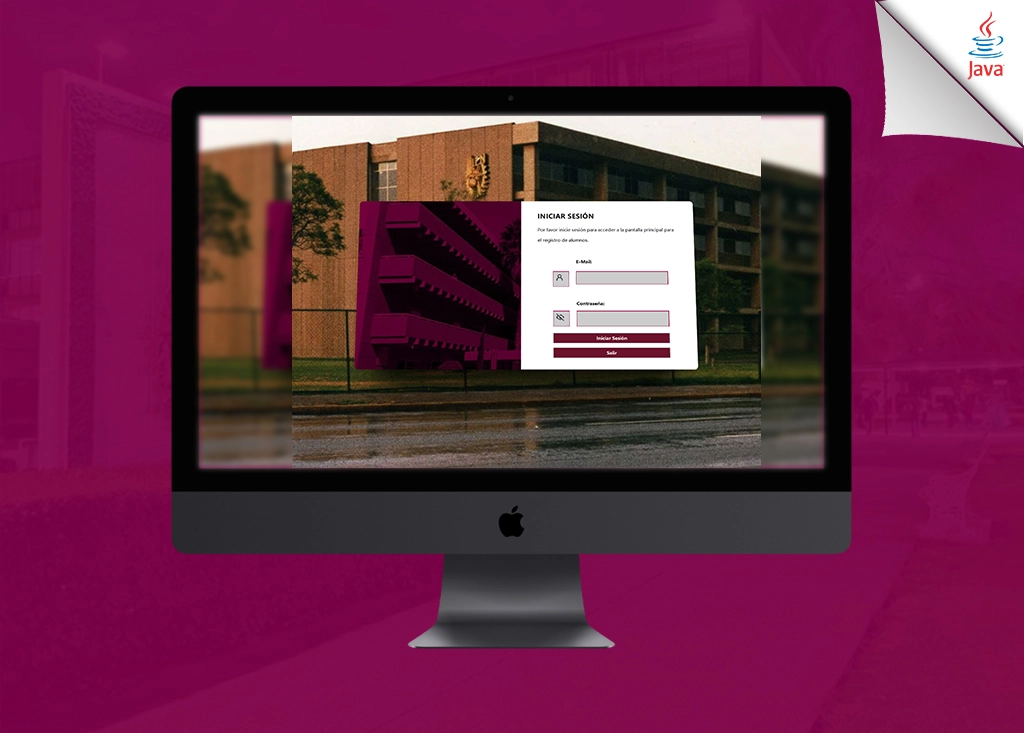 Java
INICIAR SESIÓN
Por favor inicie sesión para acceder a la pantalla principal para
el registro de alumnos.
E-Mail:
Contraseña:
Iniciar Sesión
Salir